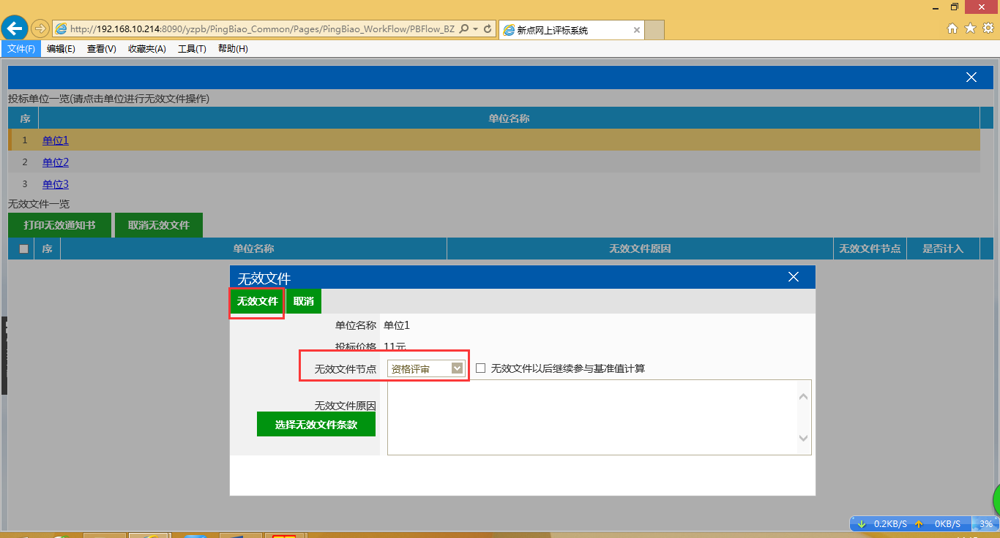 http://192.168.10.214:8090/yzpb/PingBiao_Common/Pages/PingBiao_WorkFlow/PBFlow_BZ
新点网上评标系统
文件(F) 编辑(E) 查看(V) 收藏夹(A) 工具(T) 帮助(H)
投标单位一览(请点击单位进行无效文件操作)
序 单位名称
1 单位1
2 单位2
3 单位3
无效文件一览
打印无效通知书 取消无效文件
序 单位名称 无效文件原因 无效文件节点 是否计入
无效文件
无效文件 取消
单位名称 单位1
投标价格 11元
无效文件节点 资格评审 无效文件以后继续参与基准值计算
无效文件原因
选择无效文件条款
0.2KB/S 0KB/S 3%